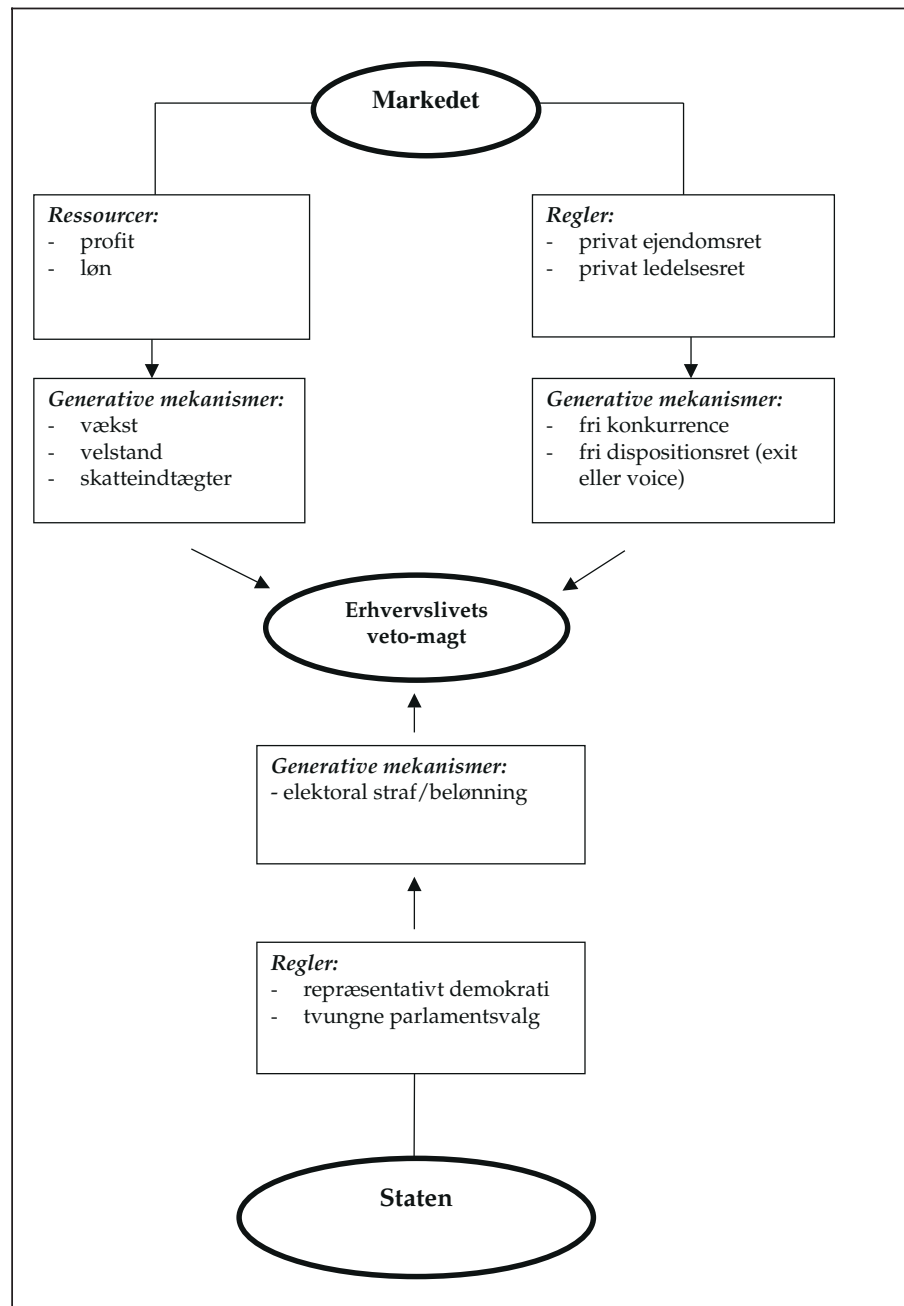 Markedet
Ressourcer:
- profit
- løn
Regler:
- privat ejendomsret
- privat ledelsesret
Generative mekanismer:
- vækst
- velstand
- skatteindtægter
Generative mekanismer:
- fri konkurrence
- fri dispositionsret (exit
eller voice)
Erhvervslivets
veto-magt
Generative mekanismer:
- elektoral straf/belønning
Regler:
- repræsentativt demokrati
- tvungne parlamentsvalg
Staten